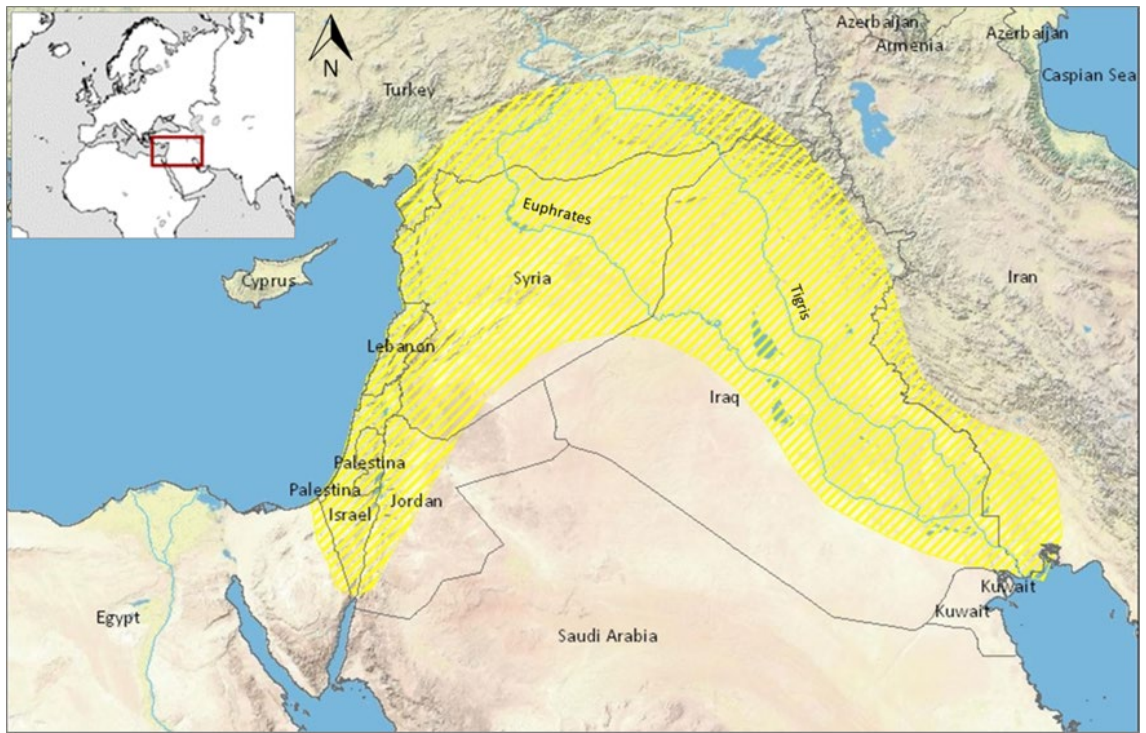 Azerbaijan
Azerbaijan
Armenia
N
Caspian Sea
Turkey
Euphrates
Syria
Cyprus
Iran
Tigris
Lebanon
Iraq
Palestina
Palestina
Jordan
Israel
Kuwait
Kuwait
Egypt
Saudi Arabia